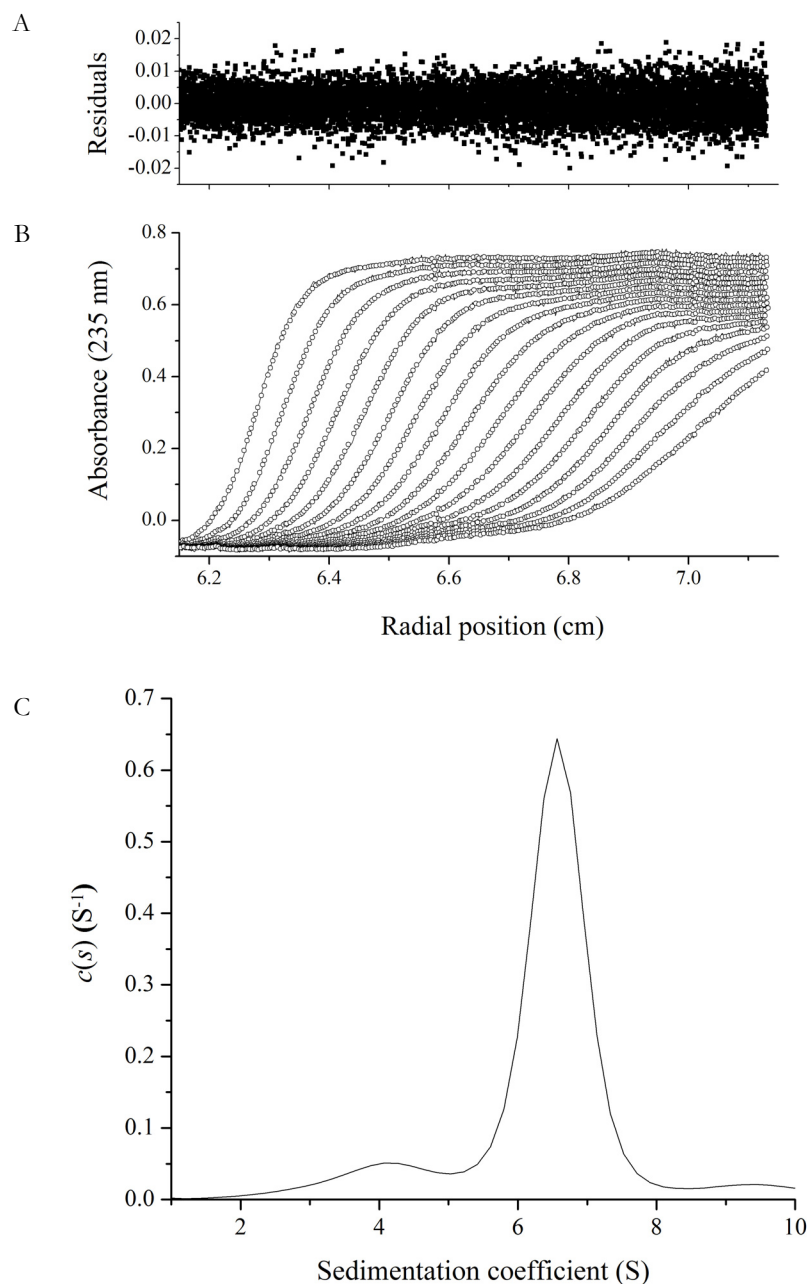 A
Residuals
0.02
0.01
0.00
-0.01
-0.02
B
Absorbance (235 nm)
0.8
0.6
0.4
0.2
0.0
6.2 6.4 6.6 6.8 7.0
Radial position (cm)
C
c(s) (S⁻¹)
0.7
0.6
0.5
0.4
0.3
0.2
0.1
0.0
2 4 6 8 10
Sedimentation coefficient (S)